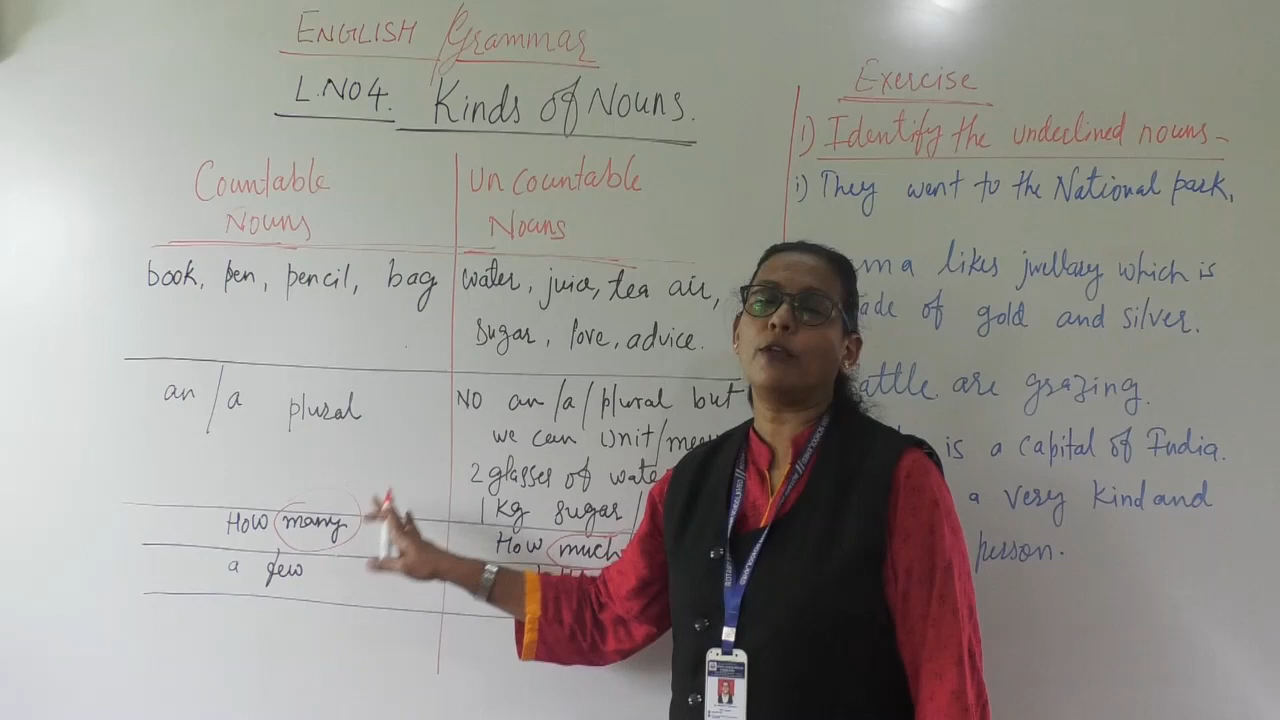 ENGLISH Grammar
L.NO4. Kinds of Nouns.
Countable
Nouns
Un Countable
Nouns
book, pen, pencil, bag
water, juice, tea air,
Sugar, love, advice.
an/a plural
NO an/a/plural but
we can Unit/
2 glasses of
1 Kg sugar/
How many
How much
a few
Exercise
1) Identify the underlined nouns-
i) They went to the National park,
likes jwellary which is
of gold and silver.
are grazing.
is a capital of India.
a very Kind and
person.